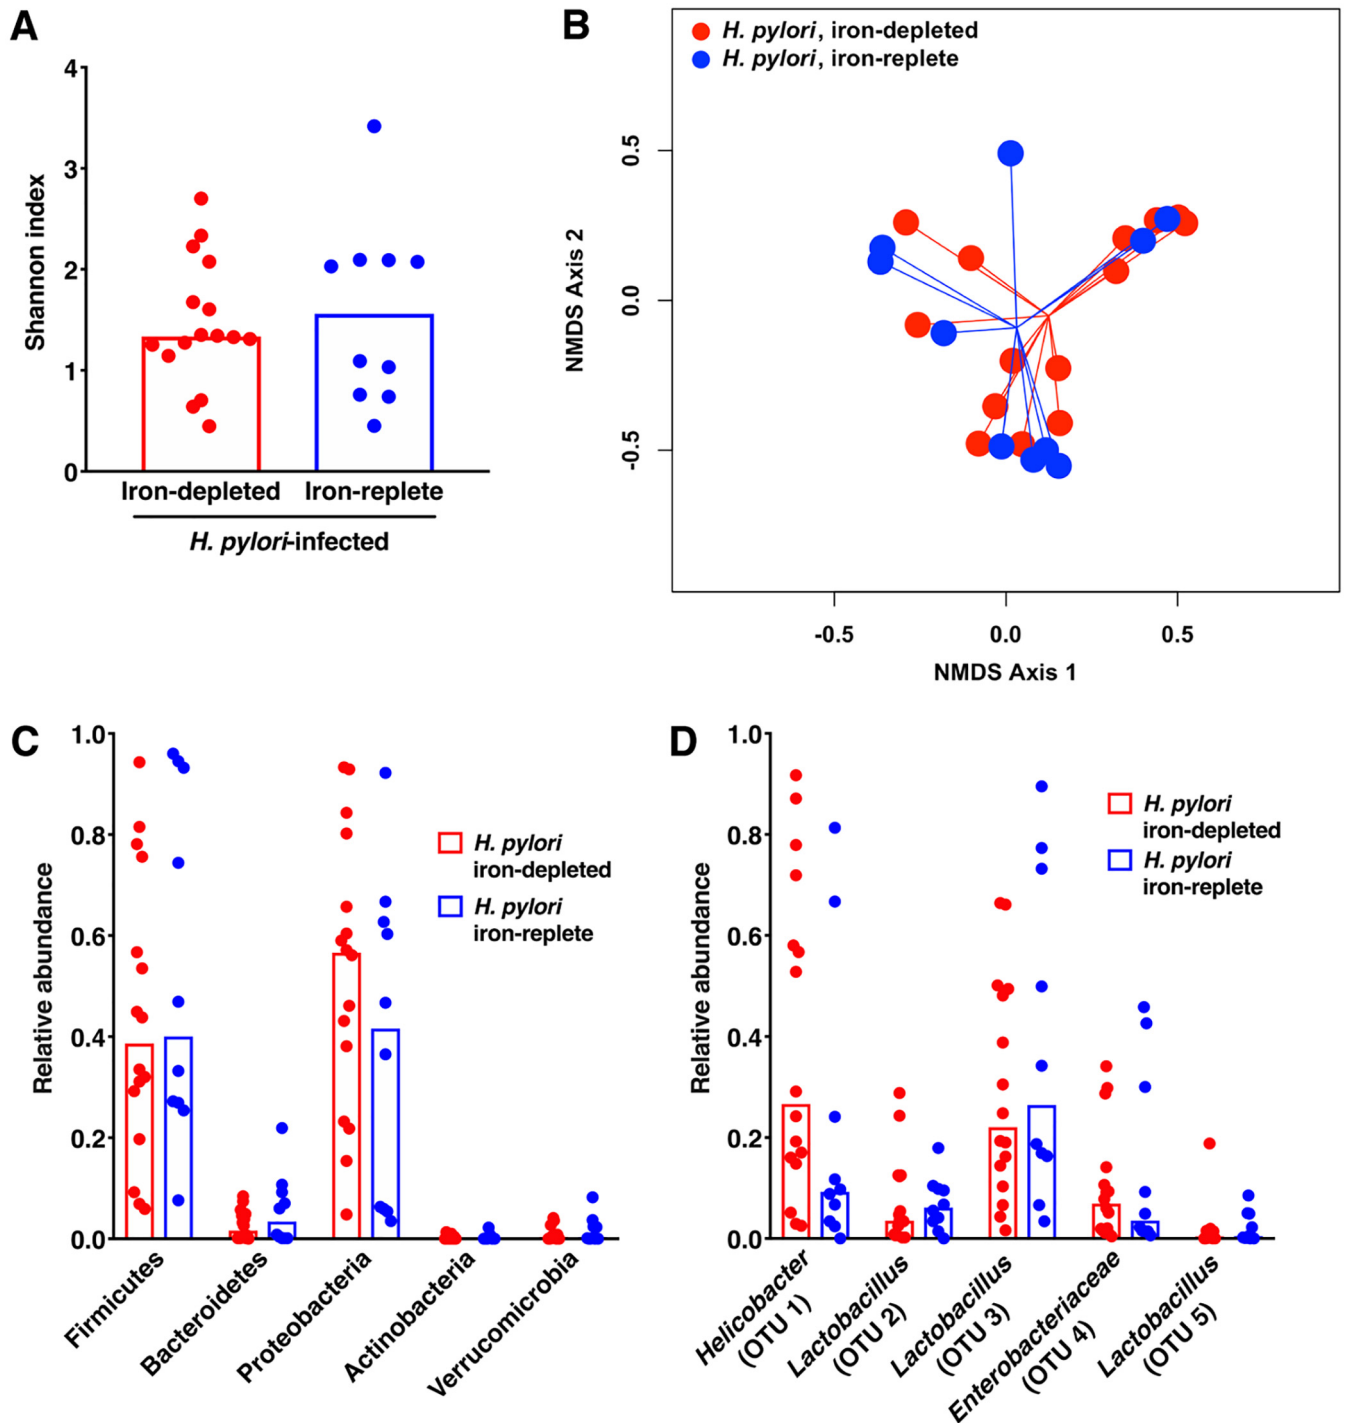 A
4
3
2
1
0
Shannon index
Iron-depleted
Iron-replete
H. pylori-infected
B
H. pylori, iron-depleted
H. pylori, iron-replete
0.5
0.0
-0.5
NMDS Axis 2
-0.5
0.0
0.5
NMDS Axis 1
C
1.0
0.8
0.6
0.4
0.2
0.0
Relative abundance
H. pylori
iron-depleted
H. pylori
iron-replete
Firmicutes
Bacteroidetes
Proteobacteria
Actinobacteria
Verrucomicrobia
D
1.0
0.8
0.6
0.4
0.2
0.0
Relative abundance
H. pylori
iron-depleted
H. pylori
iron-replete
Helicobacter
(OTU 1)
Lactobacillus
(OTU 2)
Lactobacillus
(OTU 3)
Enterobacteriaceae
(OTU 4)
Lactobacillus
(OTU 5)